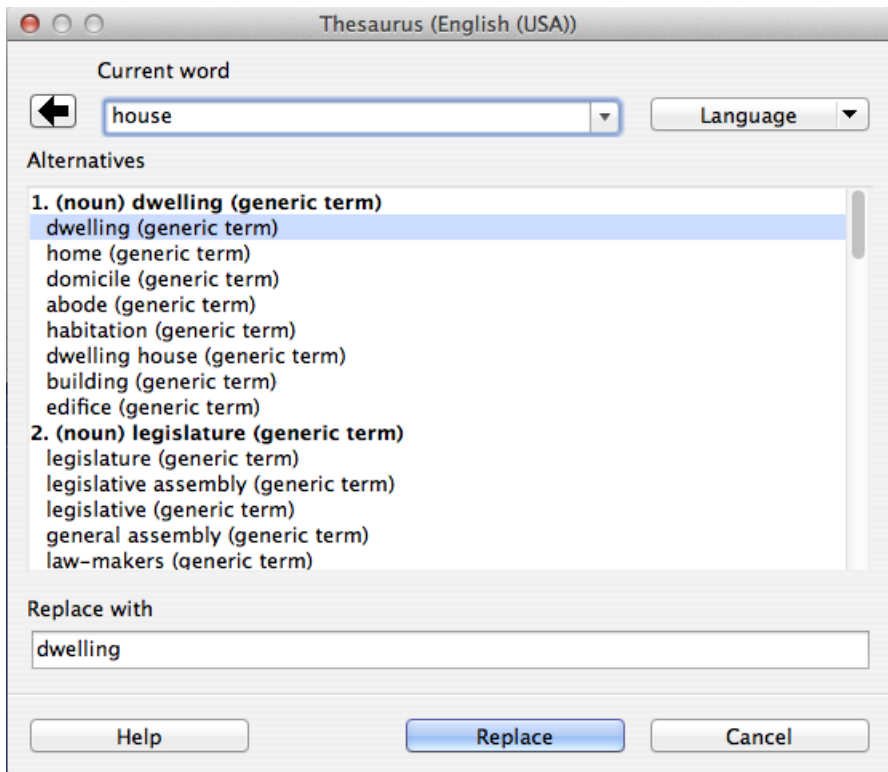 Thesaurus (English (USA))
Current word
house
Language
Alternatives
1. (noun) dwelling (generic term)
dwelling (generic term)
home (generic term)
domicile (generic term)
abode (generic term)
habitation (generic term)
dwelling house (generic term)
building (generic term)
edifice (generic term)
2. (noun) legislature (generic term)
legislature (generic term)
legislative assembly (generic term)
legislative (generic term)
general assembly (generic term)
law-makers (generic term)
Replace with
dwelling
Help
Replace
Cancel